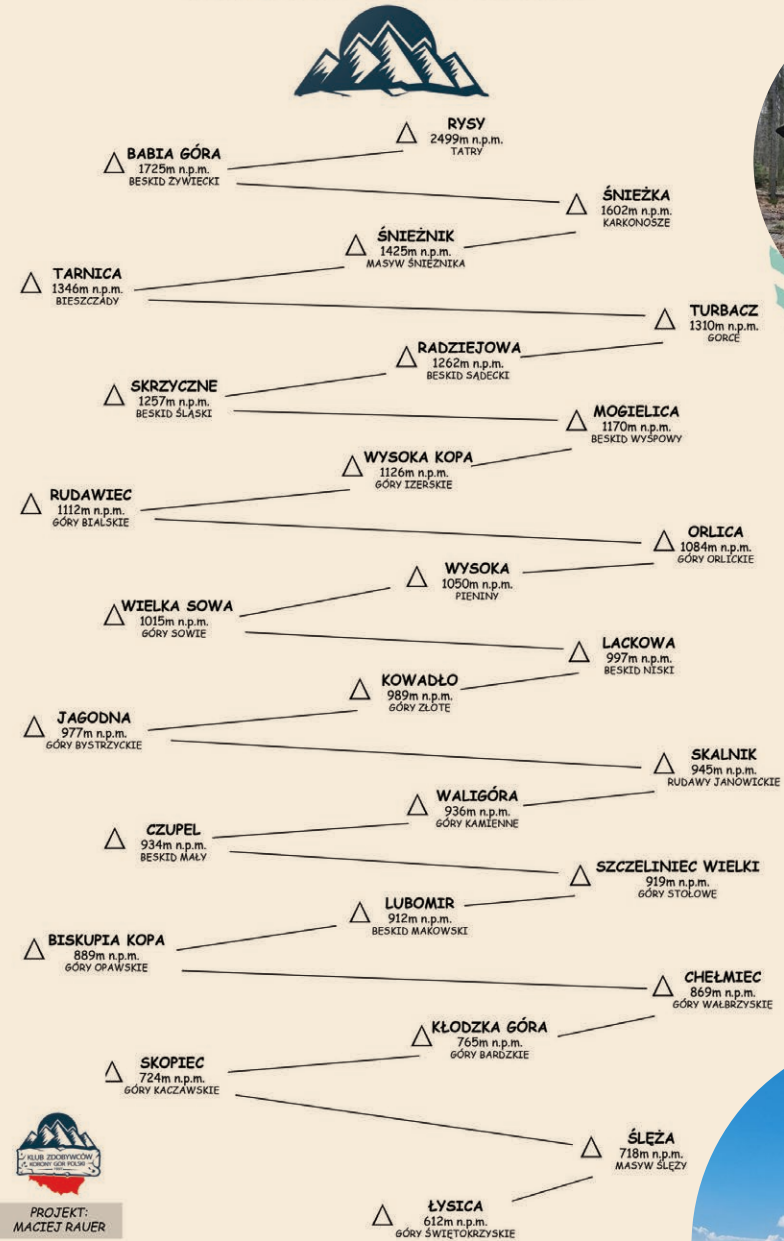 RYSY
2499m n.p.m.
TATRY
BABIA GÓRA
1725m n.p.m.
BESKID ŻYWIECKI
ŚNIEŻKA
1602m n.p.m.
KARKONOSZE
ŚNIEŻNIK
1425m n.p.m.
MASYW ŚNIEŻNIKA
TARNICA
1346m n.p.m.
BIESZCZADY
TURBACZ
1310m n.p.m.
GORCE
RADZIEJOWA
1262m n.p.m.
BESKID SĄDECKI
SKRZYCZNE
1257m n.p.m.
BESKID ŚLĄSKI
MOGIELICA
1170m n.p.m.
BESKID WYSPOWY
WYSOKA KOPA
1126m n.p.m.
GÓRY IZERSKIE
RUDAWIEC
1112m n.p.m.
GÓRY BIALSKIE
ORLICA
1084m n.p.m.
GÓRY ORLICKIE
WYSOKA
1050m n.p.m.
PIENINY
WIELKA SOWA
1015m n.p.m.
GÓRY SOWIE
LACKOWA
997m n.p.m.
BESKID NISKI
KOWADŁO
989m n.p.m.
GÓRY ZŁOTE
JAGODNA
977m n.p.m.
GÓRY BYSTRZYCKIE
SKALNIK
945m n.p.m.
RUDAWY JANOWICKIE
WALIGÓRA
936m n.p.m.
GÓRY KAMIENNE
CZUPEL
934m n.p.m.
BESKID MAŁY
SZCZELINIEC WIELKI
919m n.p.m.
GÓRY STOŁOWE
LUBOMIR
912m n.p.m.
BESKID MAKOWSKI
BISKUPIA KOPA
889m n.p.m.
GÓRY OPAWSKIE
CHEŁMIEC
869m n.p.m.
GÓRY WAŁBRZYSKIE
KŁODZKA GÓRA
765m n.p.m.
GÓRY BARDZKIE
SKOPIEC
724m n.p.m.
GÓRY KACZAWSKIE
ŚLĘŻA
718m n.p.m.
MASYW ŚLĘŻY
ŁYSICA
612m n.p.m.
GÓRY ŚWIĘTOKRZYSKIE
KLUB ZDOBYWCÓW
KORONY GÓR POLSKI
PROJEKT:
MACIEJ RAUER